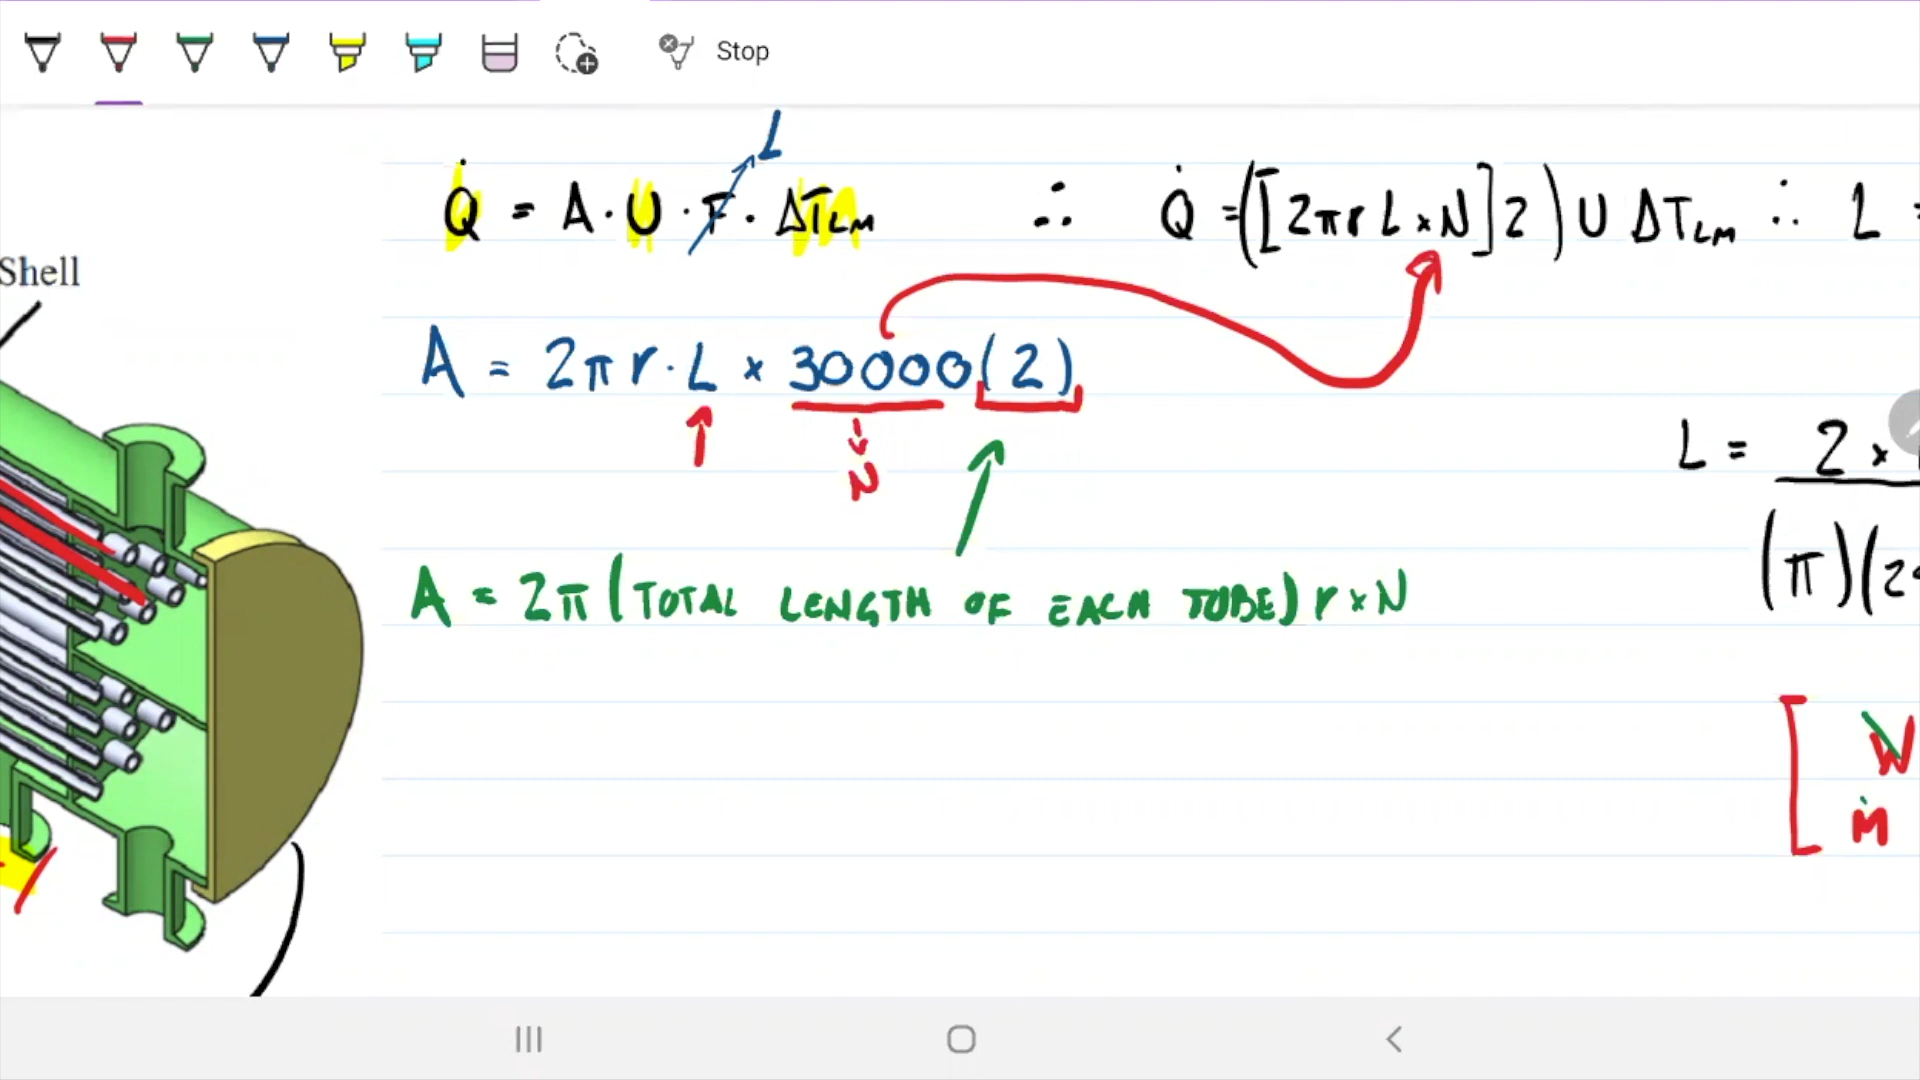 Stop
Shell
Q̇ = A · U · F · ΔTLM ∴ Q̇ = ([2πr L × N] 2) U ΔTLM ∴ L =
A = 2πr · L × 30000 (2)
N
L = 2 ×
(π)(2
A = 2π (TOTAL LENGTH OF EACH TUBE) r × N
W
m